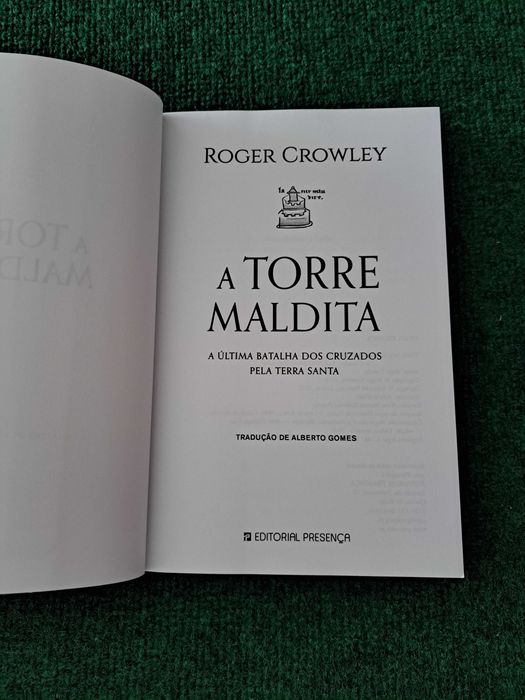 ROGER CROWLEY
A TORRE
MALDITA
A ÚLTIMA BATALHA DOS CRUZADOS
PELA TERRA SANTA
TRADUÇÃO DE ALBERTO GOMES
EDITORIAL PRESENÇA